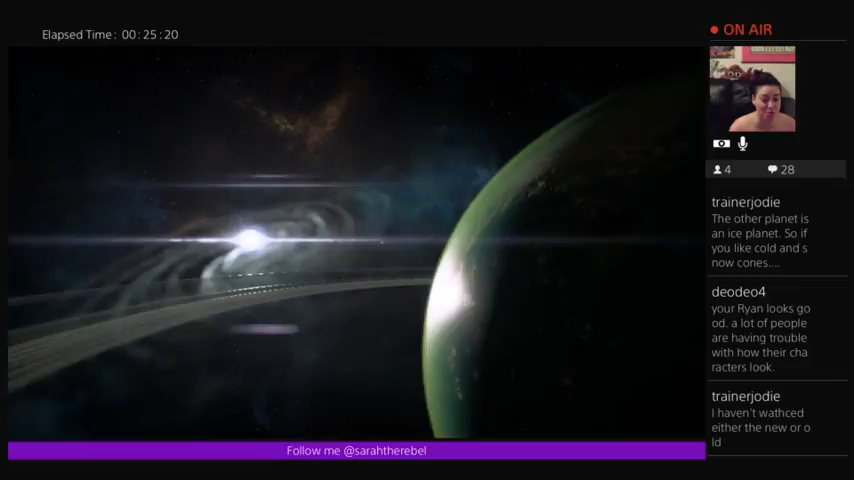 Elapsed Time: 00:25:20
ON AIR
4
28
trainerjodie
The other planet is
an ice planet. So if
you like cold and s
now cones....
deodeo4
your Ryan looks go
od. a lot of people
are having trouble
with how their cha
racters look.
trainerjodie
I haven't wathced
either the new or o
ld
Follow me @sarahtherebel